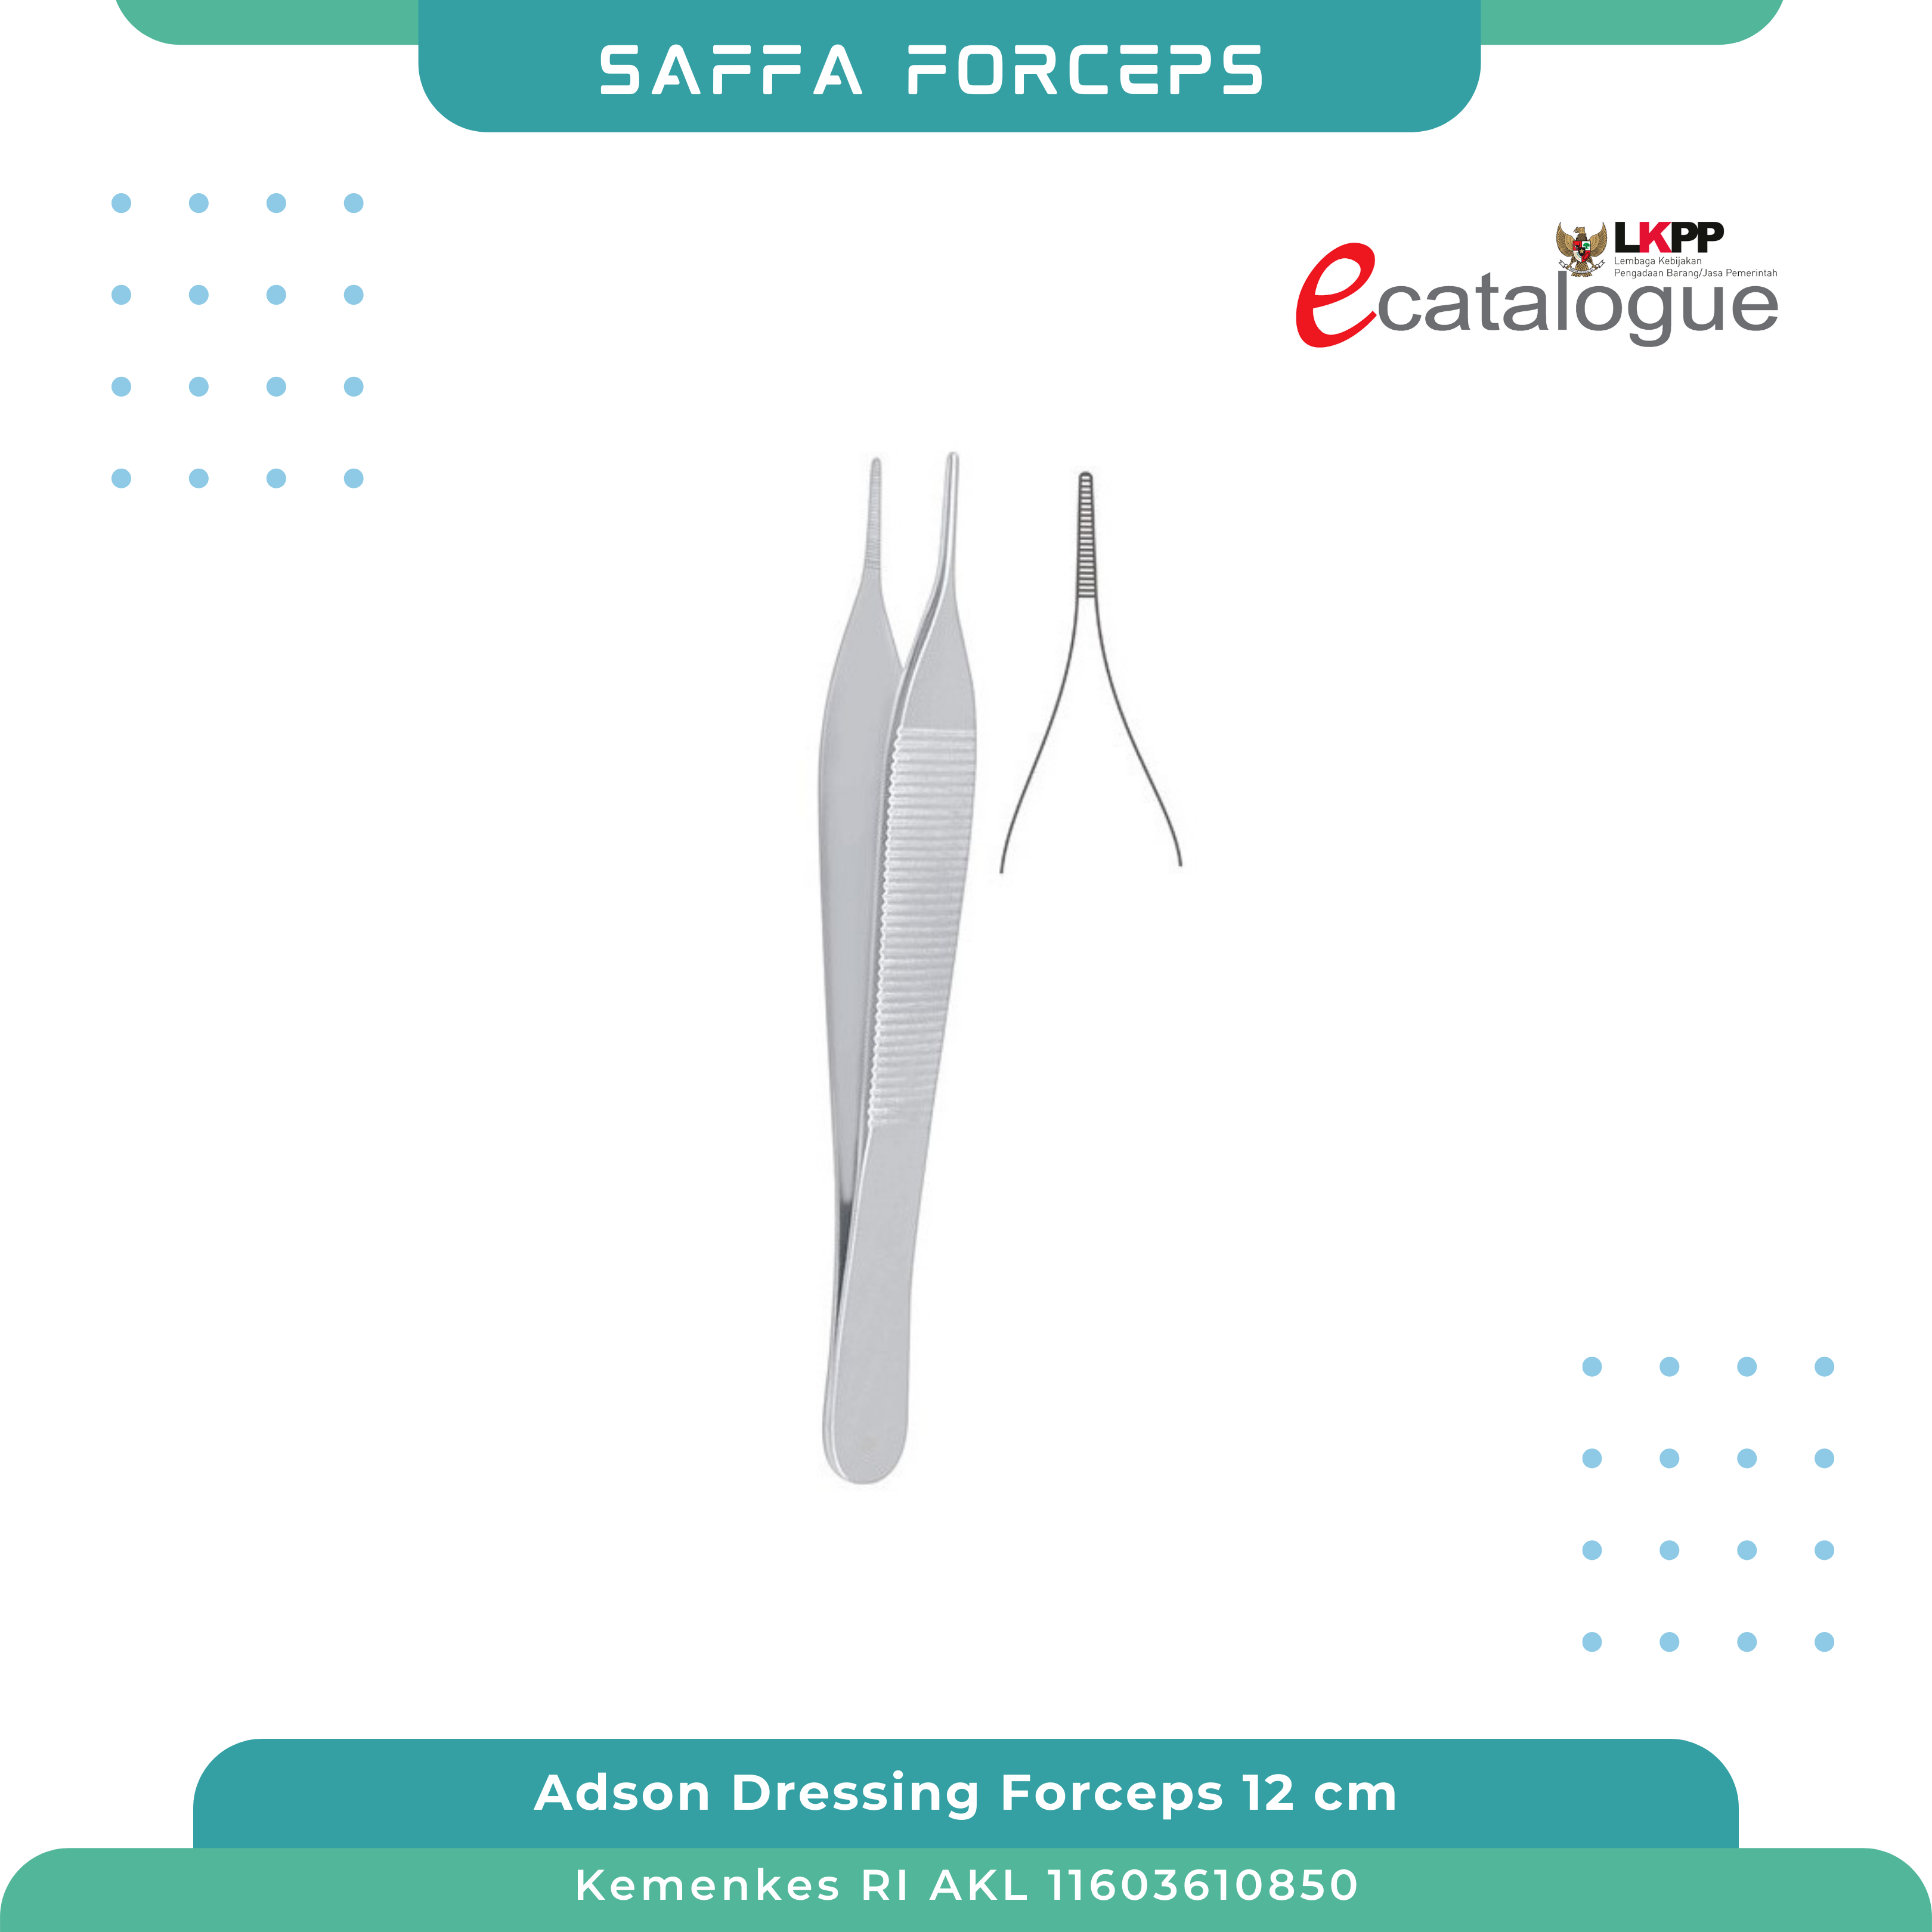 SAFFA FORCEPS
LKPP
Lembaga Kebijakan
Pengadaan Barang/Jasa Pemerintah
ecatalogue
Adson Dressing Forceps 12 cm
Kemenkes RI AKL 11603610850